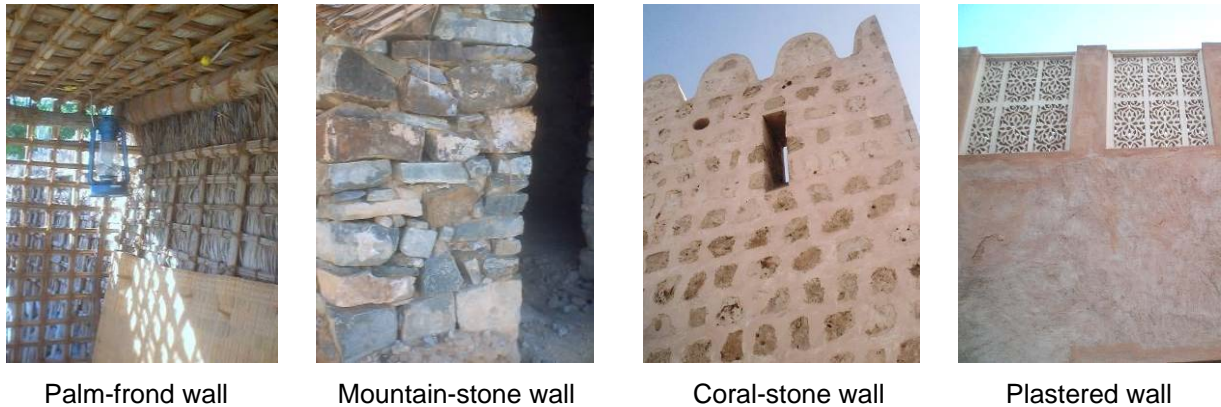 Palm-frond wall
Mountain-stone wall
Coral-stone wall
Plastered wall